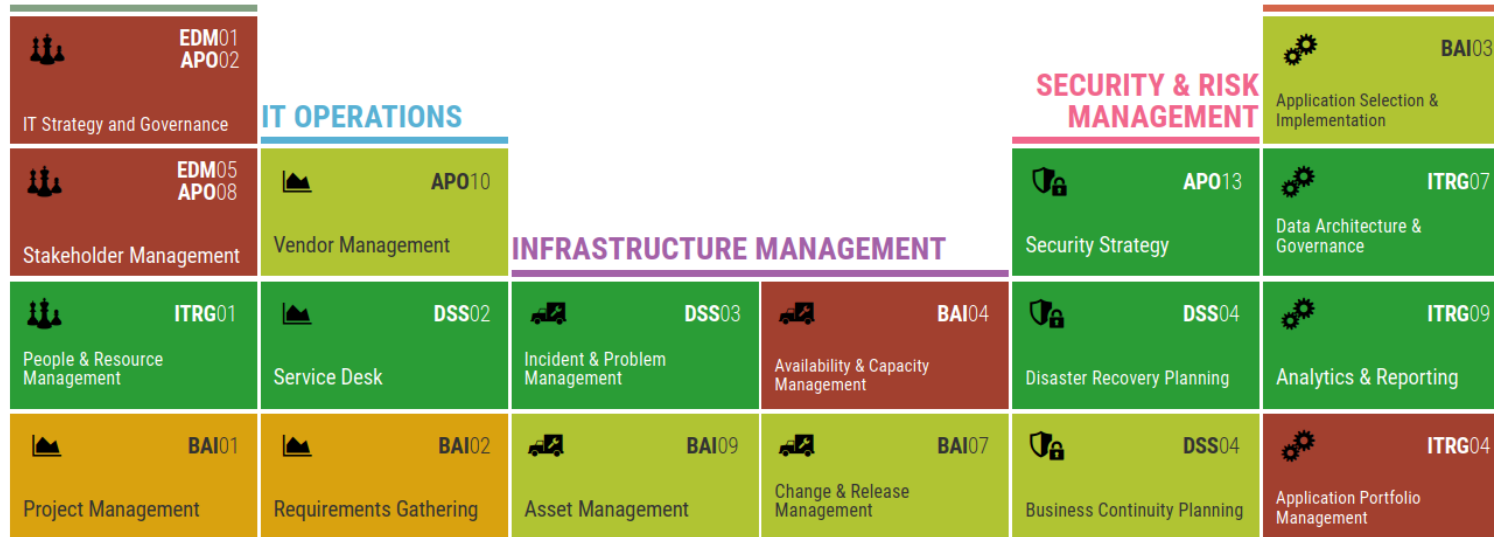 EDM01
APO02
IT Strategy and Governance
BAI03
Application Selection &
Implementation
IT OPERATIONS
SECURITY & RISK
MANAGEMENT
EDM05
APO08
Stakeholder Management
APO10
Vendor Management
INFRASTRUCTURE MANAGEMENT
APO13
Security Strategy
ITRG07
Data Architecture &
Governance
ITRG01
People & Resource
Management
DSS02
Service Desk
DSS03
Incident & Problem
Management
BAI04
Availability & Capacity
Management
DSS04
Disaster Recovery Planning
ITRG09
Analytics & Reporting
BAI01
Project Management
BAI02
Requirements Gathering
BAI09
Asset Management
BAI07
Change & Release
Management
DSS04
Business Continuity Planning
ITRG04
Application Portfolio
Management